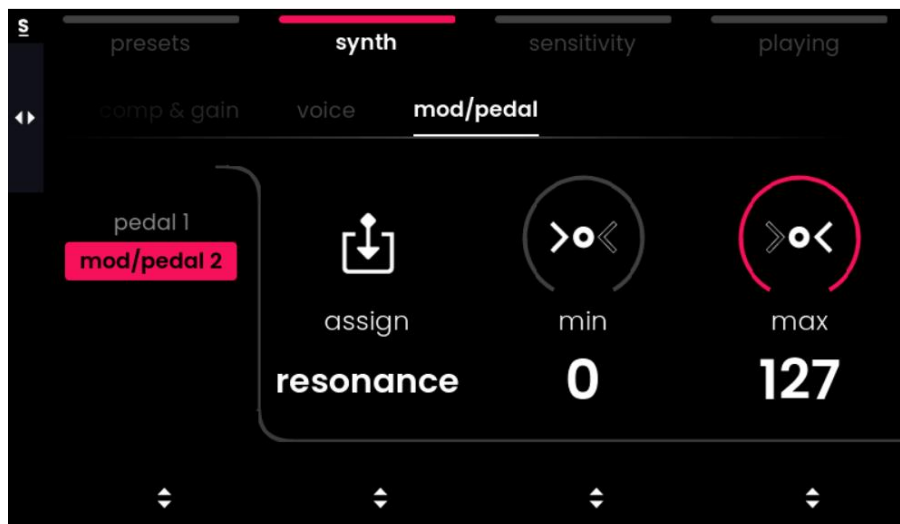 S
presets synth sensitivity playing
comp & gain voice mod/pedal
pedal 1
mod/pedal 2
assign min max
resonance 0 127